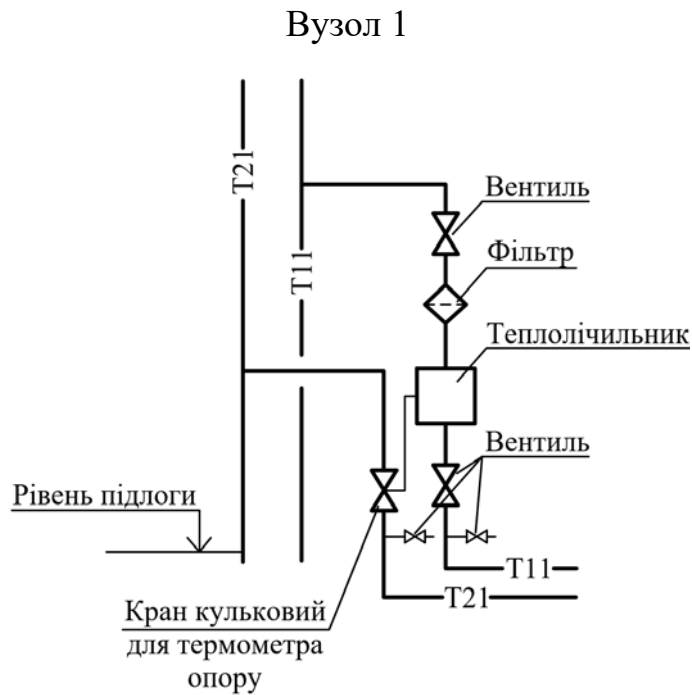 Вузол 1
Т21
Т11
Вентиль
Фільтр
Теплолічильник
Вентиль
Рівень підлоги
Т11
Т21
Кран кульковий
для термометра
опору